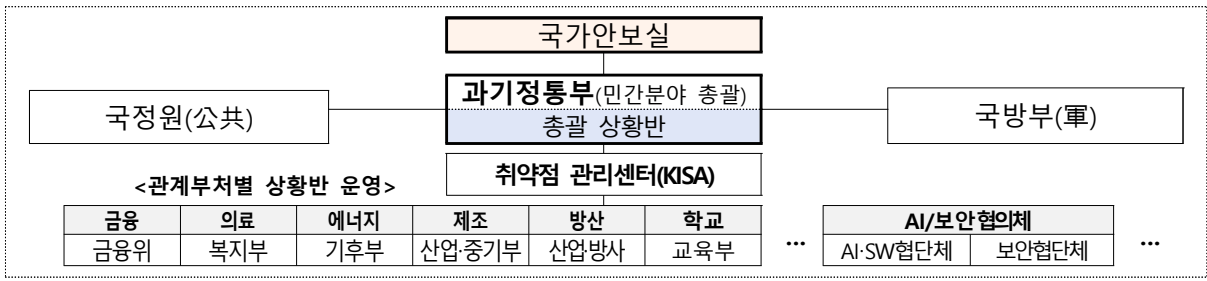 국가안보실
과기정통부(민간분야 총괄)
국정원(公共)
총괄 상황반
국방부(軍)
취약점 관리센터(KISA)
<관계부처별 상황반 운영>
금융 의료 에너지 제조 방산 학교 AI/보안협의체
금융위 복지부 기후부 산업·중기부 산업·방사 교육부 ... AI·SW협단체 보안협단체 ...